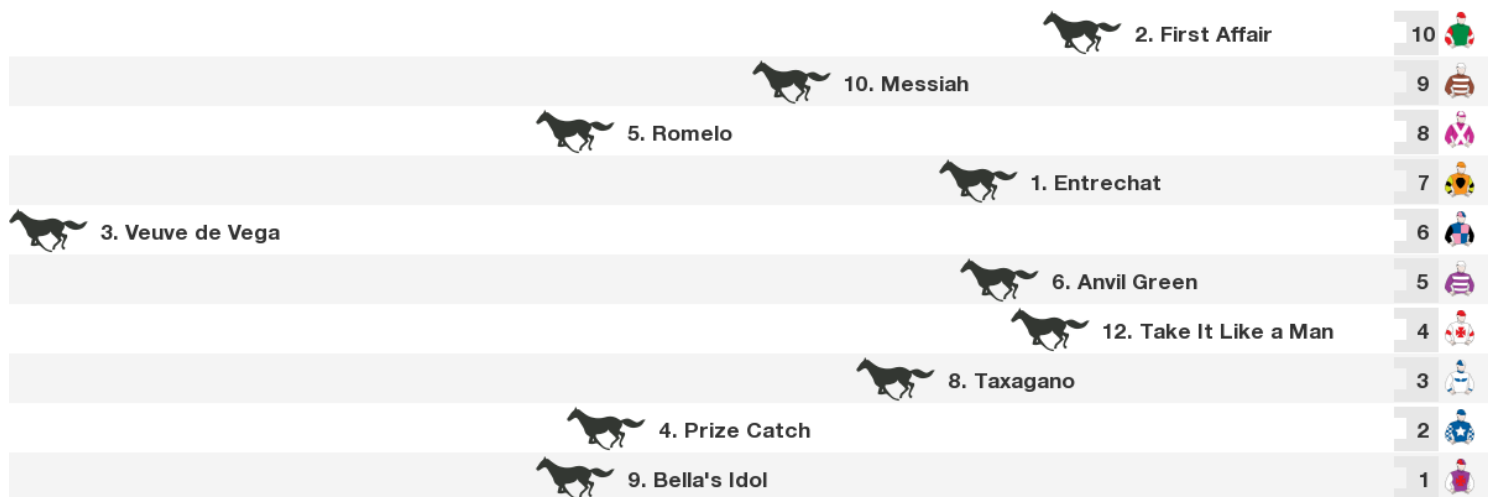 2. First Affair 10
10. Messiah 9
5. Romelo 8
1. Entrechat 7
3. Veuve de Vega 6
6. Anvil Green 5
12. Take It Like a Man 4
8. Taxagano 3
4. Prize Catch 2
9. Bella's Idol 1